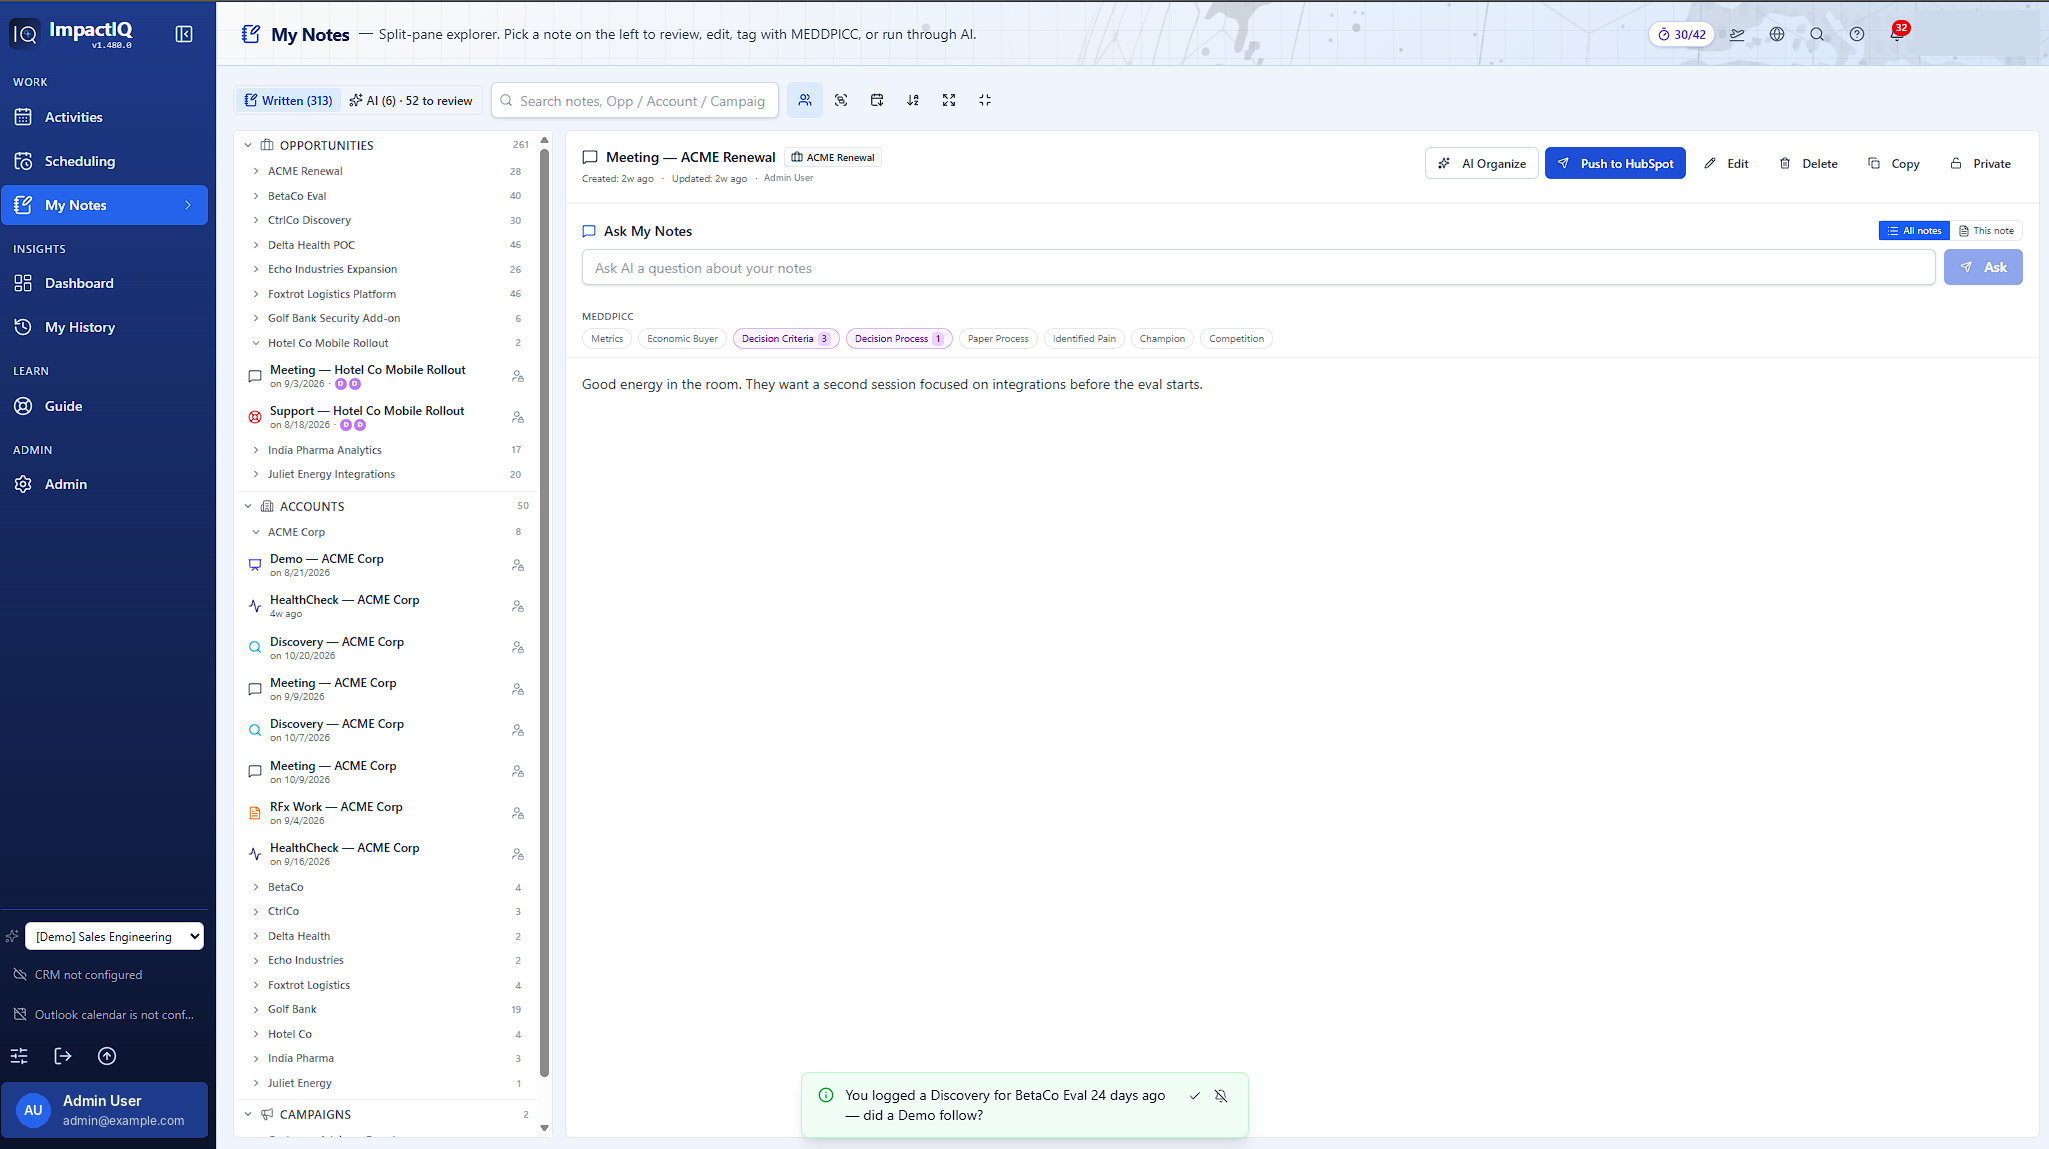 IQ ImpactIQ
v1.480.0
WORK
Activities
Scheduling
My Notes
INSIGHTS
Dashboard
My History
LEARN
Guide
ADMIN
Admin
[Demo] Sales Engineering
CRM not configured
Outlook calendar is not conf...
AU Admin User
admin@example.com
My Notes — Split-pane explorer. Pick a note on the left to review, edit, tag with MEDDPICC, or run through AI.
30/42
32
Written (313) AI (6) · 52 to review
Search notes, Opp / Account / Campaig
OPPORTUNITIES 261
ACME Renewal 28
BetaCo Eval 40
CtrlCo Discovery 30
Delta Health POC 46
Echo Industries Expansion 26
Foxtrot Logistics Platform 46
Golf Bank Security Add-on 6
Hotel Co Mobile Rollout 2
Meeting — Hotel Co Mobile Rollout
on 9/3/2026 · D D
Support — Hotel Co Mobile Rollout
on 8/18/2026 · D D
India Pharma Analytics 17
Juliet Energy Integrations 20
ACCOUNTS 50
ACME Corp 8
Demo — ACME Corp
on 8/21/2026
HealthCheck — ACME Corp
4w ago
Discovery — ACME Corp
on 10/20/2026
Meeting — ACME Corp
on 9/9/2026
Discovery — ACME Corp
on 10/7/2026
Meeting — ACME Corp
on 10/9/2026
RFx Work — ACME Corp
on 9/4/2026
HealthCheck — ACME Corp
on 9/16/2026
BetaCo 4
CtrlCo 3
Delta Health 2
Echo Industries 2
Foxtrot Logistics 4
Golf Bank 19
Hotel Co 4
India Pharma 3
Juliet Energy 1
CAMPAIGNS 2
Meeting — ACME Renewal ACME Renewal
Created: 2w ago · Updated: 2w ago · Admin User
AI Organize Push to HubSpot Edit Delete Copy Private
Ask My Notes
All notes This note
Ask AI a question about your notes
Ask
MEDDPICC
Metrics Economic Buyer Decision Criteria 3 Decision Process 1 Paper Process Identified Pain Champion Competition
Good energy in the room. They want a second session focused on integrations before the eval starts.
You logged a Discovery for BetaCo Eval 24 days ago
— did a Demo follow?